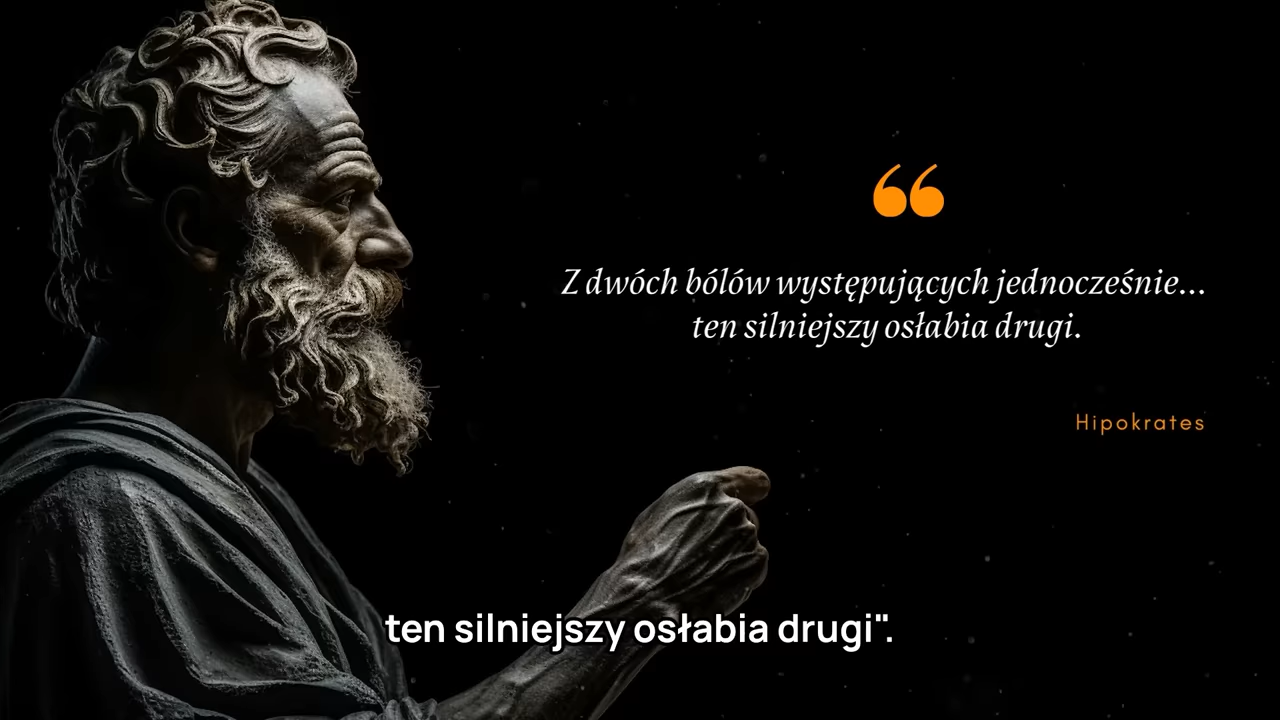 “
Z dwóch bólów występujących jednocześnie...
ten silniejszy osłabia drugi.
Hipokrates
ten silniejszy osłabia drugi".